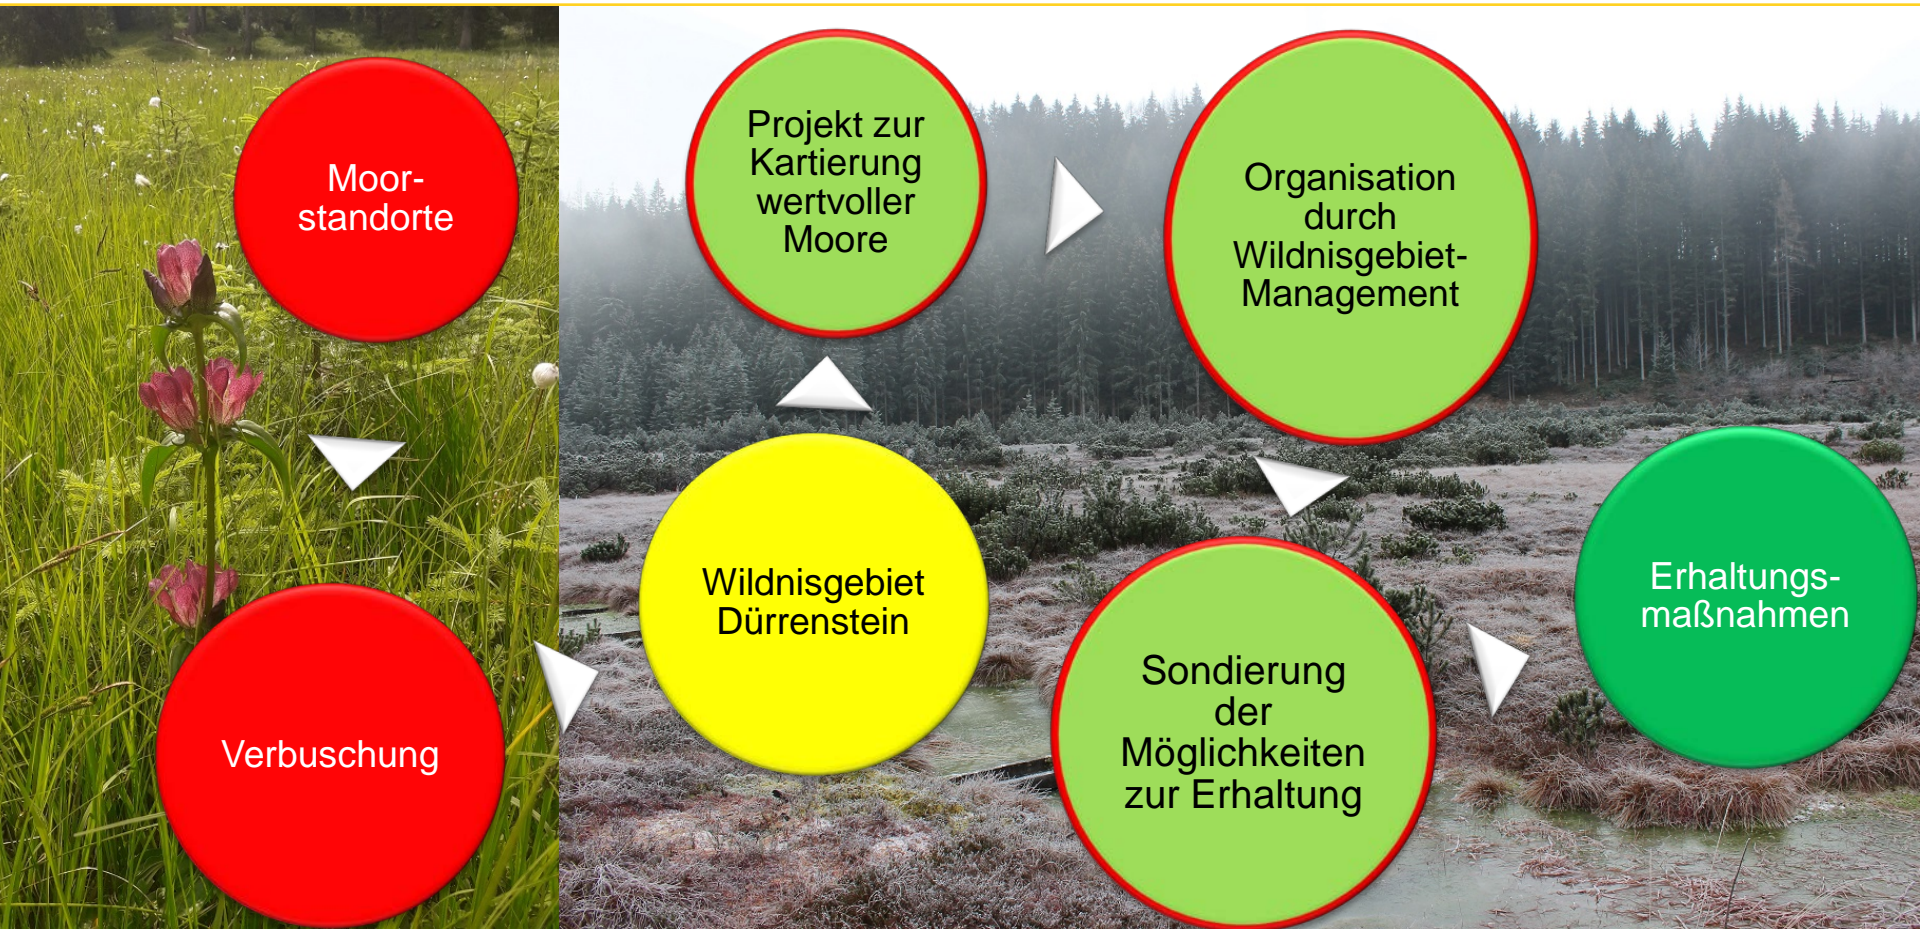 Moor-
standorte
Verbuschung
Wildnisgebiet
Dürrenstein
Projekt zur
Kartierung
wertvoller
Moore
Organisation
durch
Wildnisgebiet-
Management
Sondierung
der
Möglichkeiten
zur Erhaltung
Erhaltungs-
maßnahmen